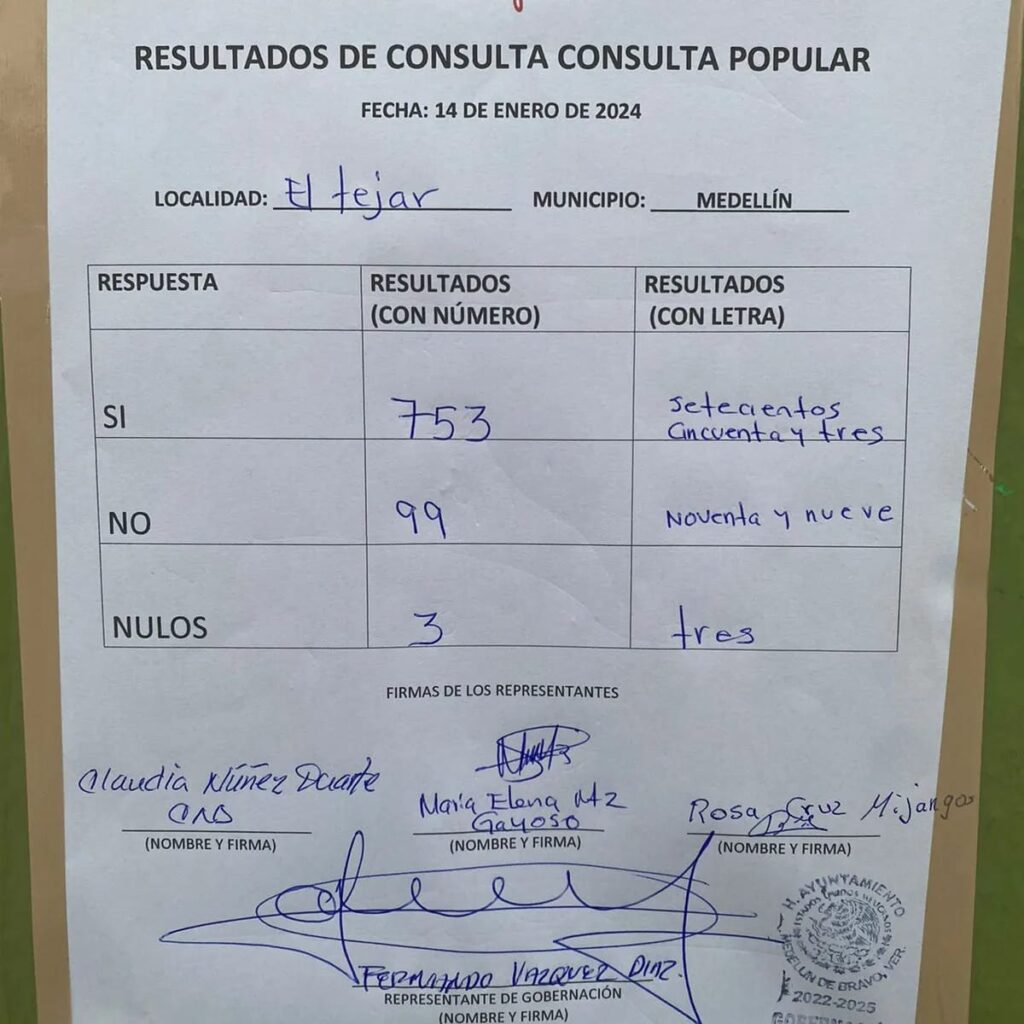 RESULTADOS DE CONSULTA CONSULTA POPULAR
FECHA: 14 DE ENERO DE 2024
LOCALIDAD: El tejar MUNICIPIO: MEDELLÍN
RESPUESTA RESULTADOS (CON NÚMERO) RESULTADOS (CON LETRA)
SI 753 setecientos cincuenta y tres
NO 99 Noventa y nueve
NULOS 3 tres
FIRMAS DE LOS REPRESENTANTES
Claudia Núñez Duarte
María Elena Mtz Gayoso
Rosa Cruz Mijangos
(NOMBRE Y FIRMA) (NOMBRE Y FIRMA) (NOMBRE Y FIRMA)
FERNANDO VAZQUEZ DIAZ.
REPRESENTANTE DE GOBERNACIÓN
(NOMBRE Y FIRMA)
H. AYUNTAMIENTO
ESTADOS UNIDOS MEXICANOS
MEDELLIN DE BRAVO, VER.
2022-2025